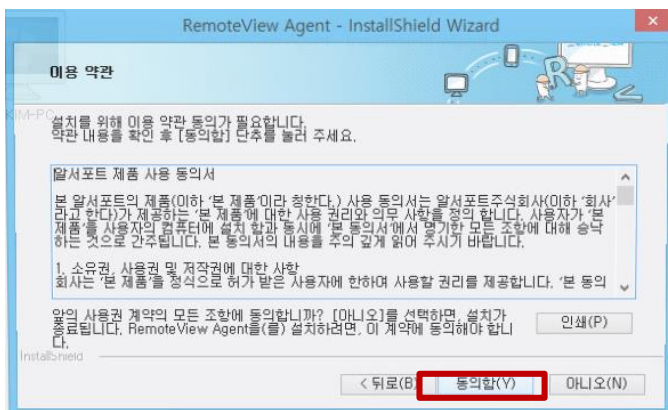 RemoteView Agent - InstallShield Wizard
이용 약관
KIM-PC
설치를 위해 이용 약관 동의가 필요합니다.
약관 내용을 확인 후 [동의함] 단추를 눌러 주세요.
알서포트 제품 사용 동의서
본 알서포트의 제품(이하 '본 제품'이라 칭한다.) 사용 동의서는 알서포트주식회사(이하 '회사'
라고 한다)가 제공하는 '본 제품'에 대한 사용 권리와 의무 사항을 정의 합니다. 사용자가 '본
제품'을 사용자의 컴퓨터에 설치 함과 동시에 '본 동의서'에서 명기한 모든 조항에 대해 승낙
하는 것으로 간주됩니다. 본 동의서의 내용을 주의 깊게 읽어 주시기 바랍니다.
1. 소유권, 사용권 및 저작권에 대한 사항
회사는 '본 제품'을 정식으로 허가 받은 사용자에 한하여 사용할 권리를 제공합니다. '본 동의
앞의 사용권 계약의 모든 조항에 동의합니까? [아니오]를 선택하면, 설치가
종료됩니다. RemoteView Agent을(를) 설치하려면, 이 계약에 동의해야 합니
다.
인쇄(P)
InstallShield
< 뒤로(B)
동의함(Y)
아니오(N)